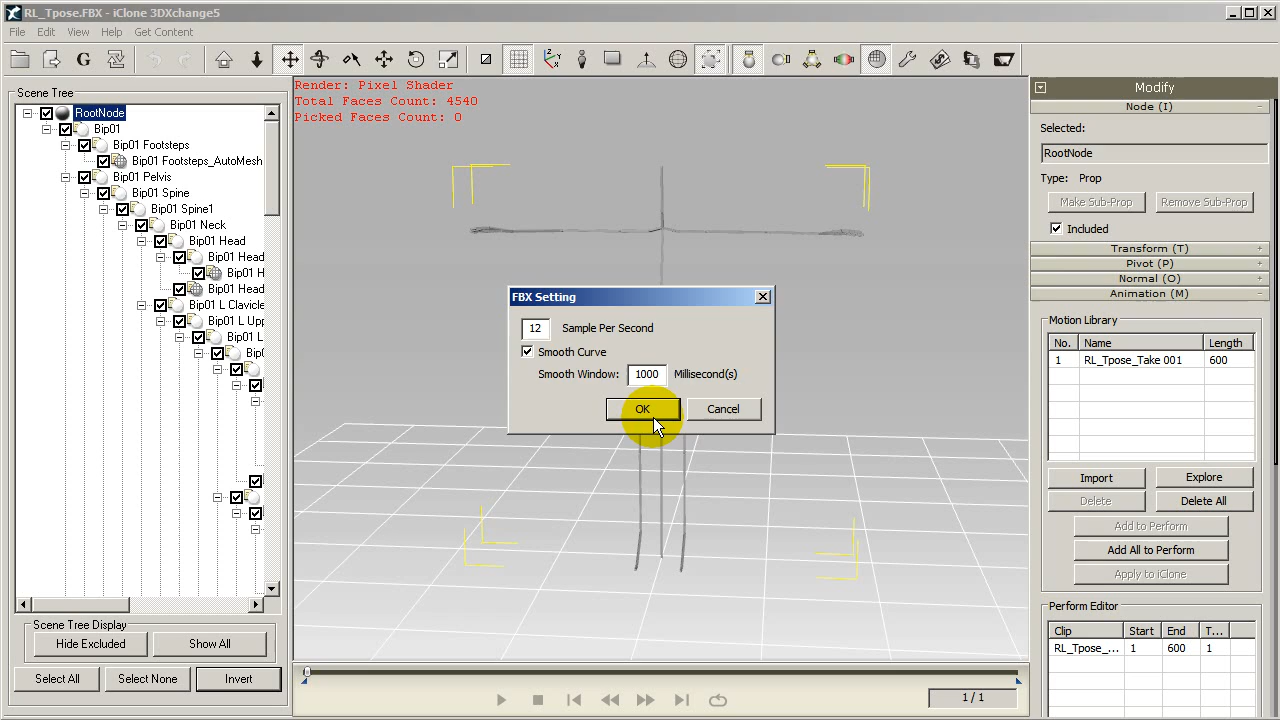 RL_Tpose.FBX - iClone 3DXchange5
File Edit View Help Get Content
Scene Tree
RootNode
Bip01
Bip01 Footsteps
Bip01 Footsteps_AutoMesh
Bip01 Pelvis
Bip01 Spine
Bip01 Spine1
Bip01 Neck
Bip01 Head
Bip01 Head
Bip01 H
Bip01 Head
Bip01 L Clavicle
Bip01 L Upp
Bip01 L
Bip0
Scene Tree Display
Hide Excluded Show All
Select All Select None Invert
Render: Pixel Shader
Total Faces Count: 4540
Picked Faces Count: 0
FBX Setting
12 Sample Per Second
Smooth Curve
Smooth Window: 1000 Millisecond(s)
OK Cancel
1 / 1
Modify
Node (I)
Selected:
RootNode
Type: Prop
Make Sub-Prop Remove Sub-Prop
Included
Transform (T)
Pivot (P)
Normal (O)
Animation (M)
Motion Library
No. Name Length
1 RL_Tpose_Take 001 600
Import Explore
Delete Delete All
Add to Perform
Add All to Perform
Apply to iClone
Perform Editor
Clip Start End T...
RL_Tpose_... 1 600 1